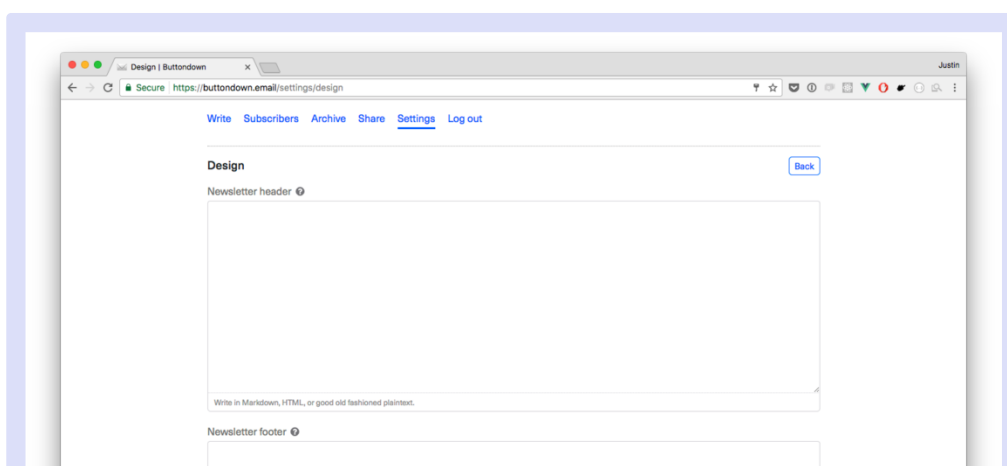 Design | Buttondown
Justin
Secure https://buttondown.email/settings/design
Write Subscribers Archive Share Settings Log out
Design
Back
Newsletter header
Write in Markdown, HTML, or good old fashioned plaintext.
Newsletter footer